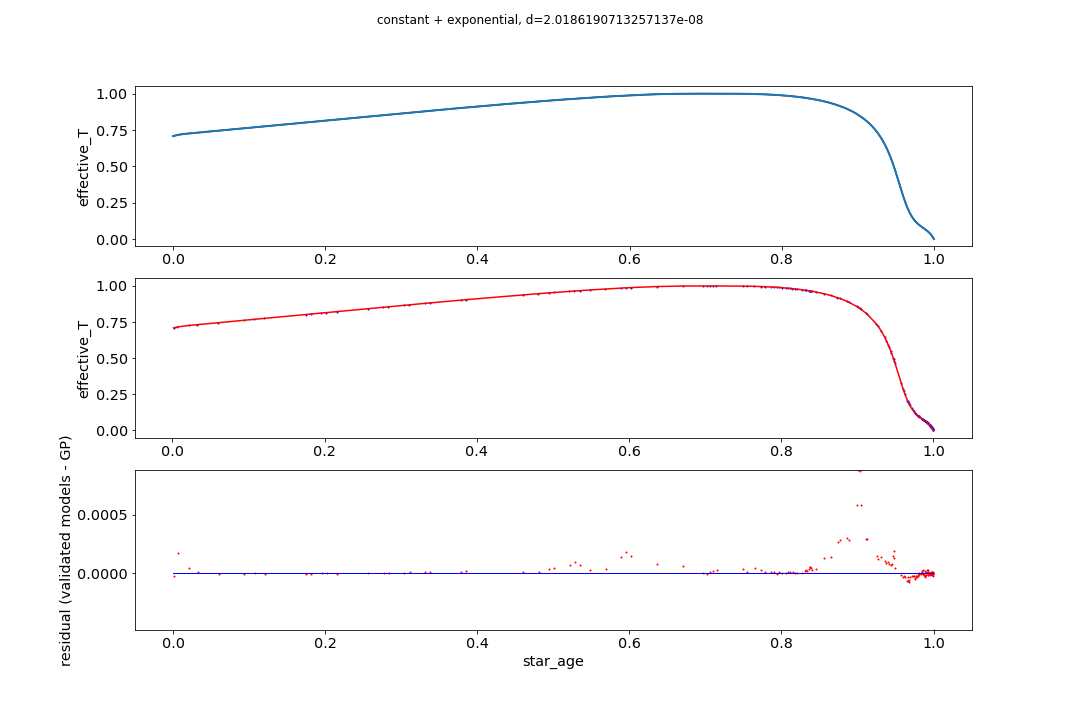 constant + exponential, d=2.0186190713257137e-08
1.00
0.75
0.50
0.25
0.00
effective_T
0.0 0.2 0.4 0.6 0.8 1.0
1.00
0.75
0.50
0.25
0.00
effective_T
0.0 0.2 0.4 0.6 0.8 1.0
0.0005
0.0000
residual (validated models - GP)
0.0 0.2 0.4 0.6 0.8 1.0
star_age